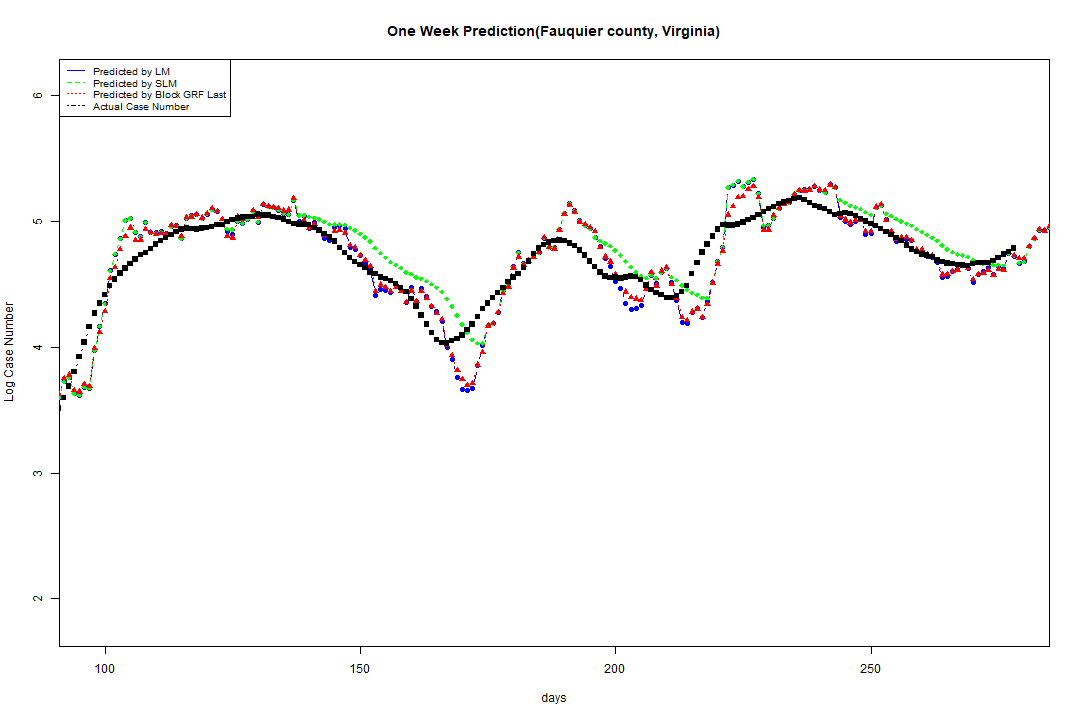 One Week Prediction(Fauquier county, Virginia)
Predicted by LM
Predicted by SLM
Predicted by Block GRF Last
Actual Case Number
6
5
4
3
2
Log Case Number
100 150 200 250
days